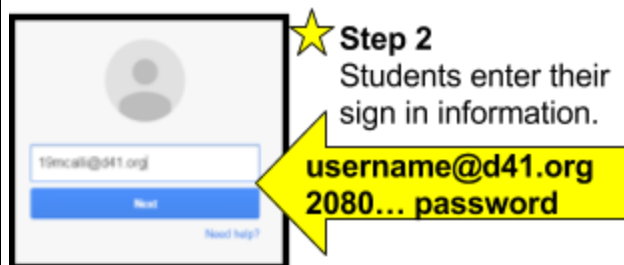 Step 2
Students enter their
sign in information.
19mcalli@d41.org
username@d41.org
2080... password
Next
Need help?